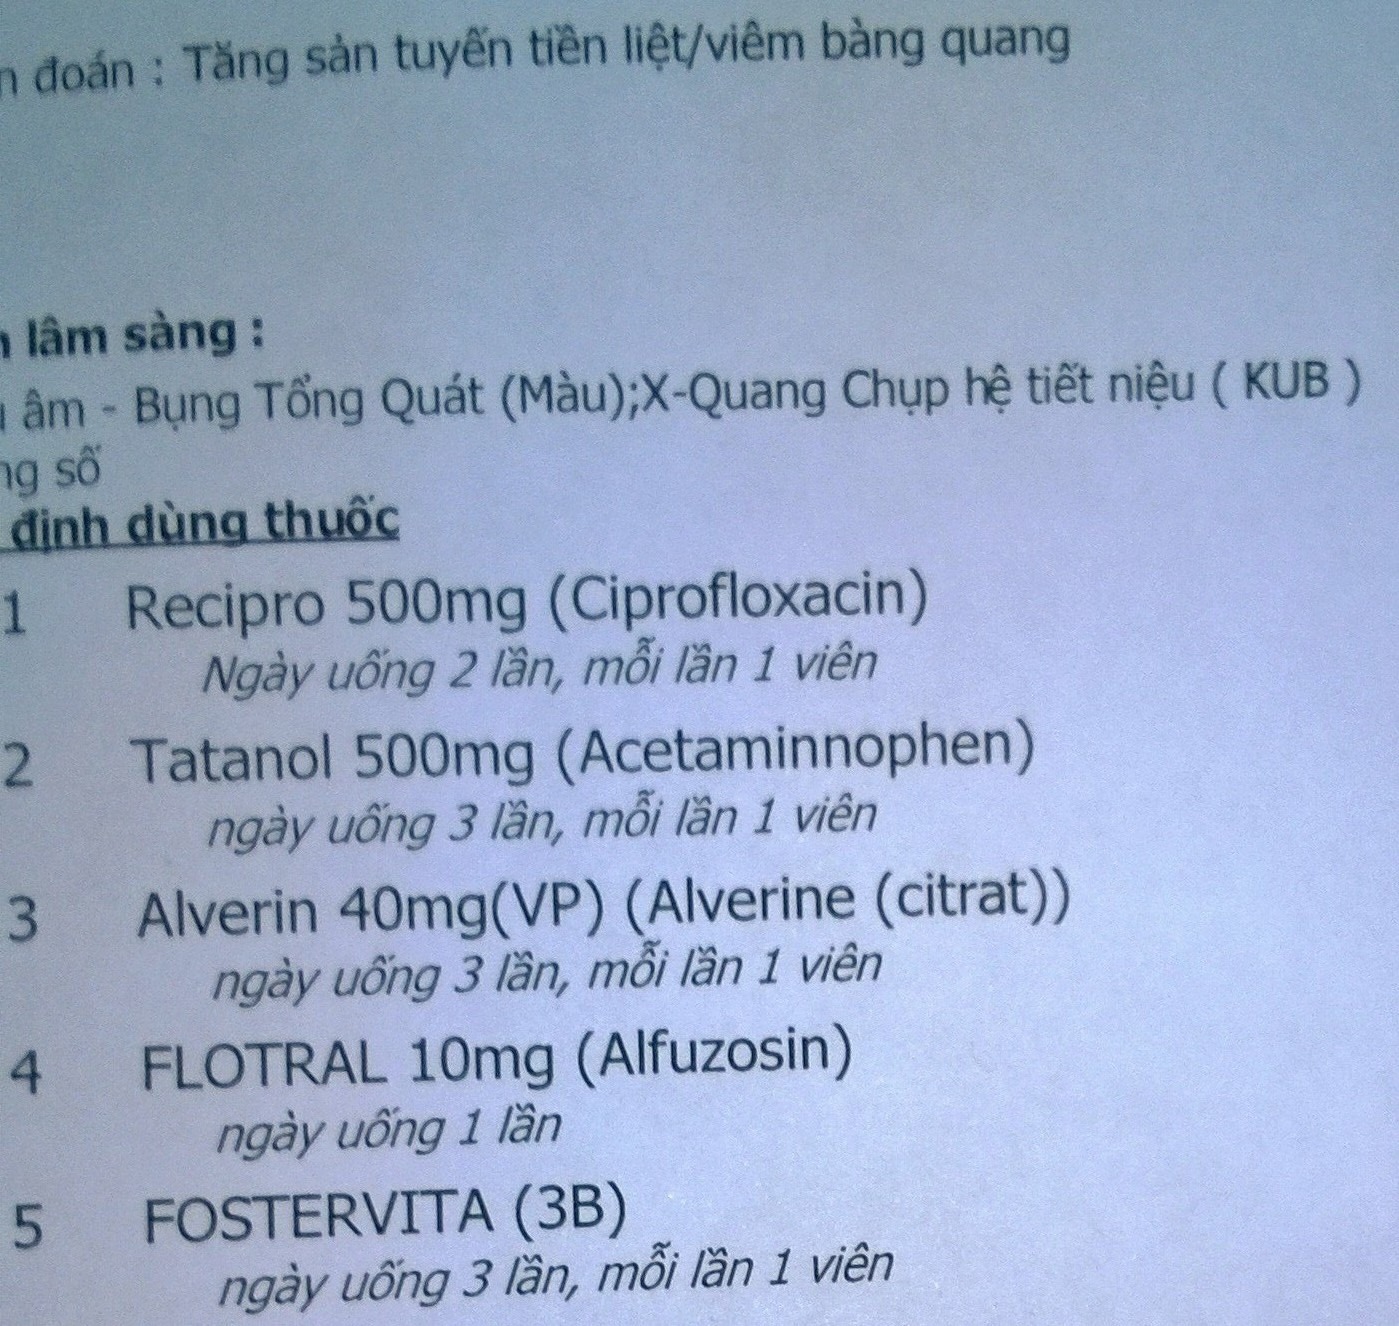 đoán : Tăng sản tuyến tiền liệt/viêm bàng quang
lâm sàng :
âm - Bụng Tổng Quát (Màu);X-Quang Chụp hệ tiết niệu ( KUB )
số
định dùng thuốc
1 Recipro 500mg (Ciprofloxacin)
Ngày uống 2 lần, mỗi lần 1 viên
2 Tatanol 500mg (Acetaminnophen)
ngày uống 3 lần, mỗi lần 1 viên
3 Alverin 40mg(VP) (Alverine (citrat))
ngày uống 3 lần, mỗi lần 1 viên
4 FLOTRAL 10mg (Alfuzosin)
ngày uống 1 lần
5 FOSTERVITA (3B)
ngày uống 3 lần, mỗi lần 1 viên